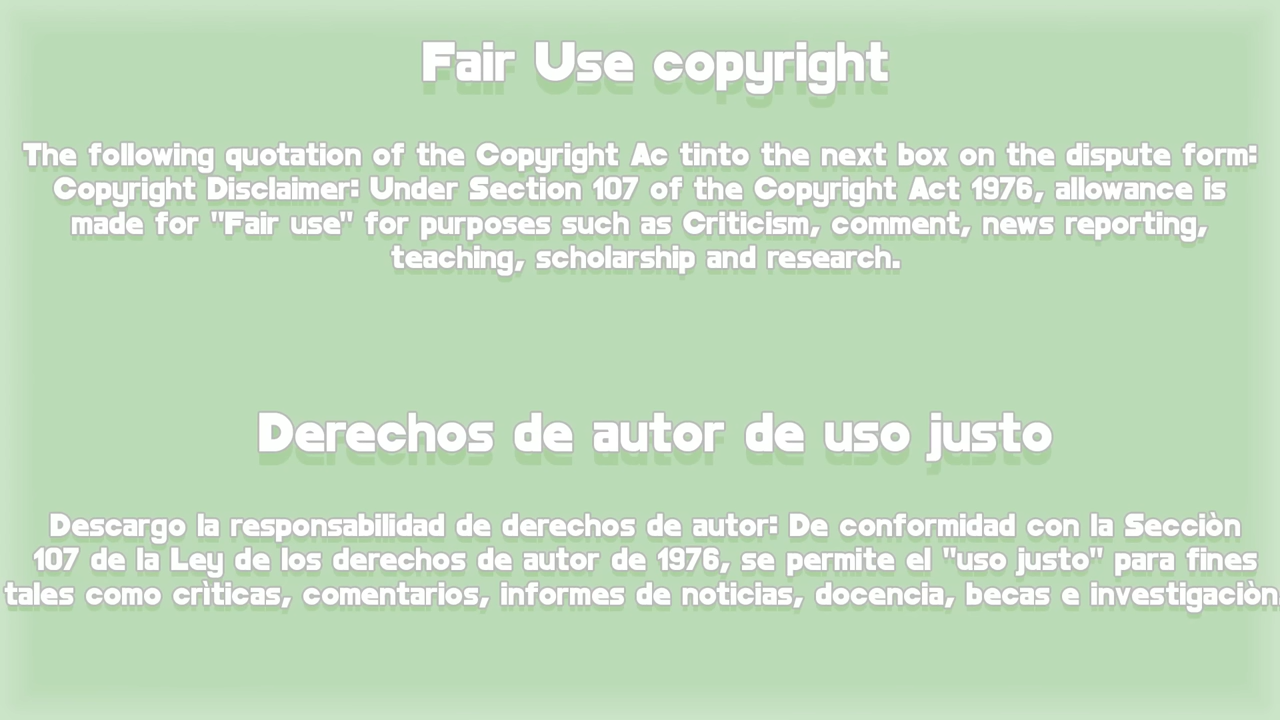 Fair Use copyright
The following quotation of the Copyright Ac tinto the next box on the dispute form:
Copyright Disclaimer: Under Section 107 of the Copyright Act 1976, allowance is
made for "Fair use" for purposes such as Criticism, comment, news reporting,
teaching, scholarship and research.
Derechos de autor de uso justo
Descargo la responsabilidad de derechos de autor: De conformidad con la Secciòn
107 de la Ley de los derechos de autor de 1976, se permite el "uso justo" para fines
tales como crìticas, comentarios, informes de noticias, docencia, becas e investigaciòn.